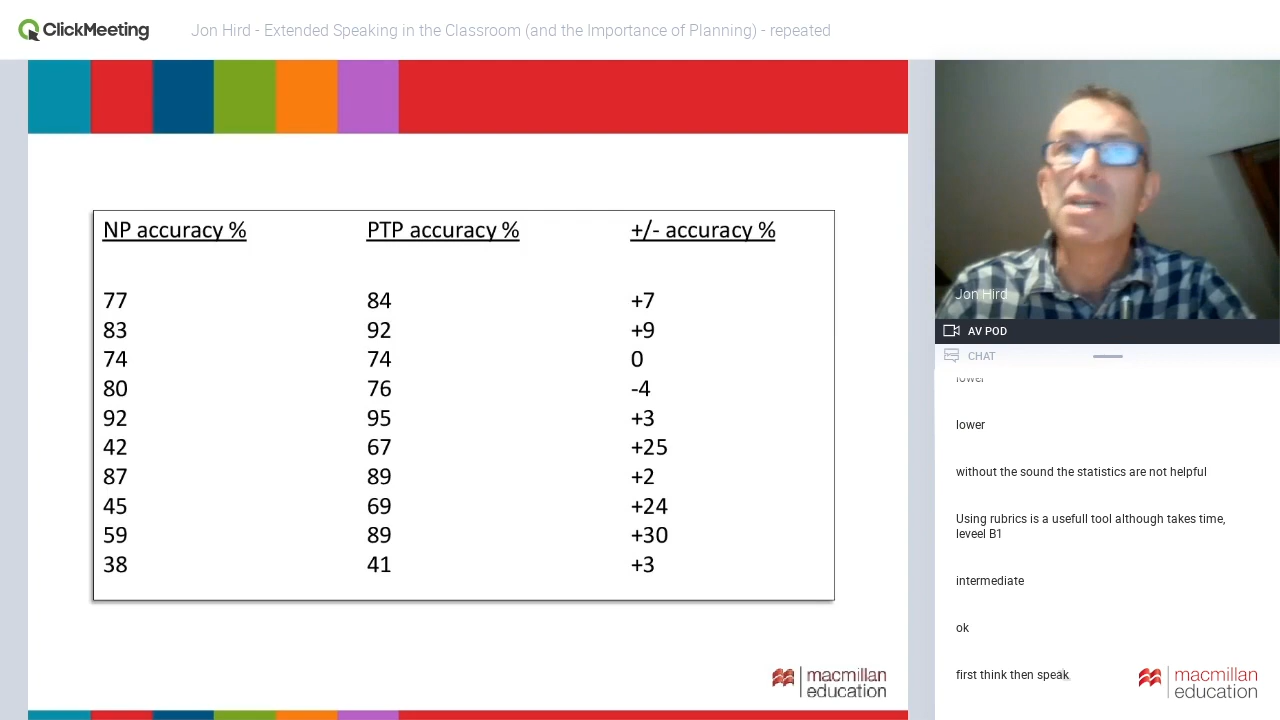 ClickMeeting
Jon Hird - Extended Speaking in the Classroom (and the Importance of Planning) - repeated
NP accuracy % PTP accuracy % +/- accuracy %
77 84 +7
83 92 +9
74 74 0
80 76 -4
92 95 +3
42 67 +25
87 89 +2
45 69 +24
59 89 +30
38 41 +3
macmillan
education
Jon Hird
AV POD
CHAT
lower
lower
without the sound the statistics are not helpful
Using rubrics is a usefull tool although takes time,
leveel B1
intermediate
ok
first think then speak
macmillan
education